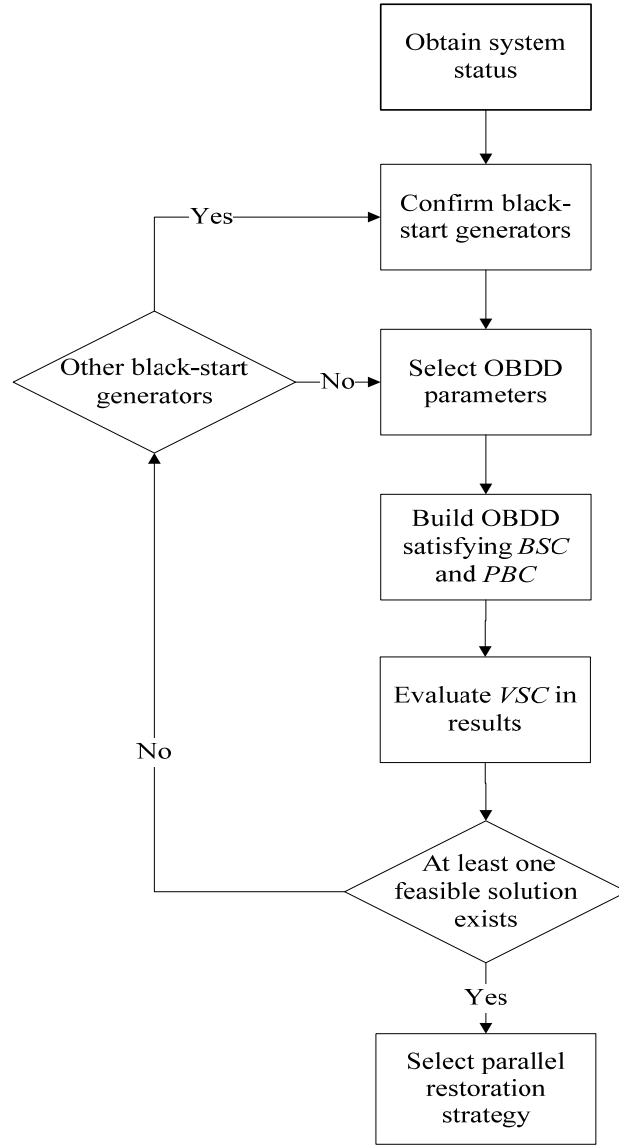 Obtain system
status
Yes
Confirm black-
start generators
Other black-start
generators
No
Select OBDD
parameters
Build OBDD
satisfying BSC
and PBC
Evaluate VSC in
results
No
At least one
feasible solution
exists
Yes
Select parallel
restoration
strategy